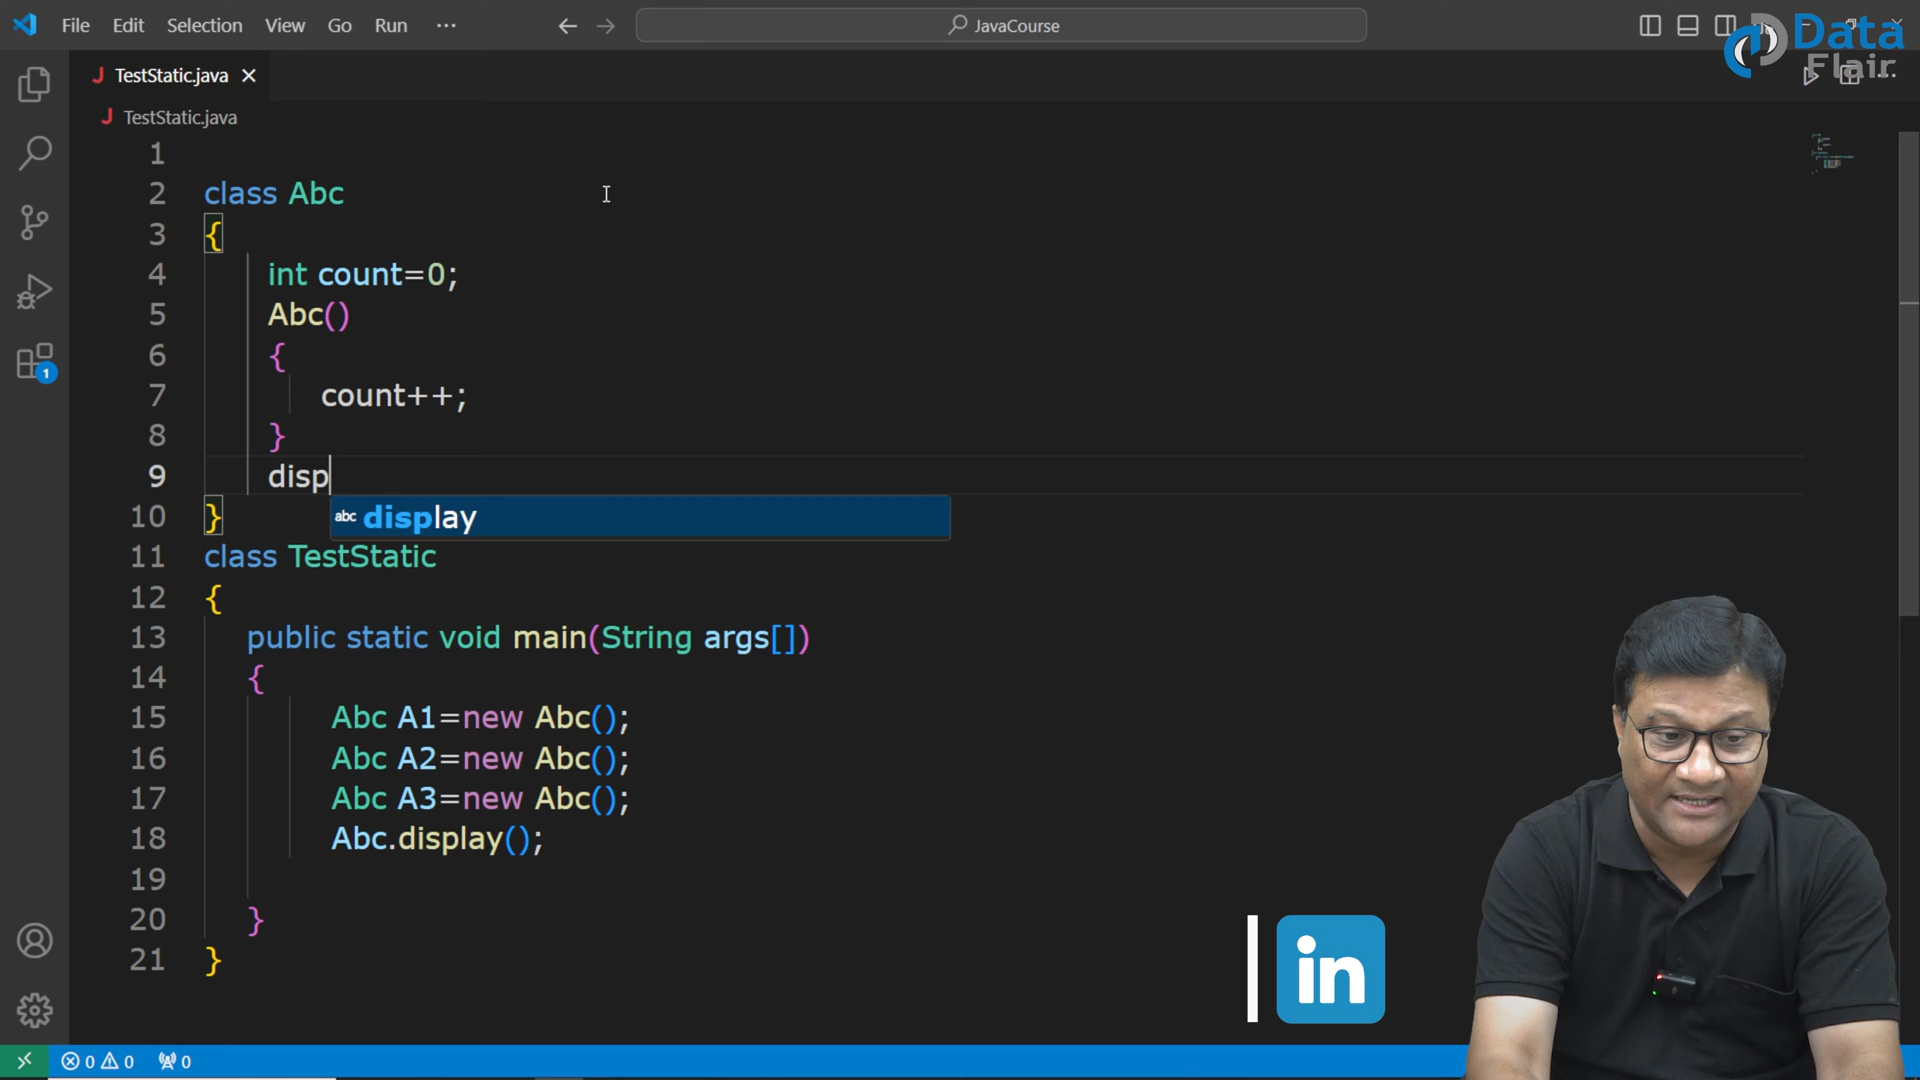 File Edit Selection View Go Run ··· JavaCourse
Data
Flair
TestStatic.java
J TestStatic.java
1
2 class Abc
3 {
4 int count=0;
5 Abc()
6 {
7 count++;
8 }
9 disp
abc display
10 }
11 class TestStatic
12 {
13 public static void main(String args[])
14 {
15 Abc A1=new Abc();
16 Abc A2=new Abc();
17 Abc A3=new Abc();
18 Abc.display();
19
20 }
21 }
1
in
0 0 0